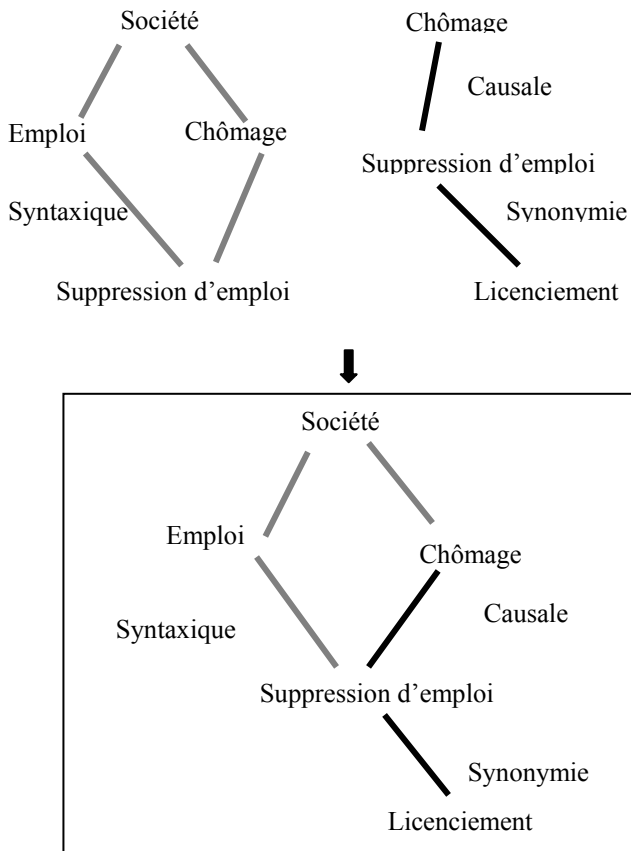 Société
Emploi
Chômage
Syntaxique
Suppression d’emploi
Chômage
Causale
Suppression d’emploi
Synonymie
Licenciement
Société
Emploi
Chômage
Syntaxique
Causale
Suppression d’emploi
Synonymie
Licenciement